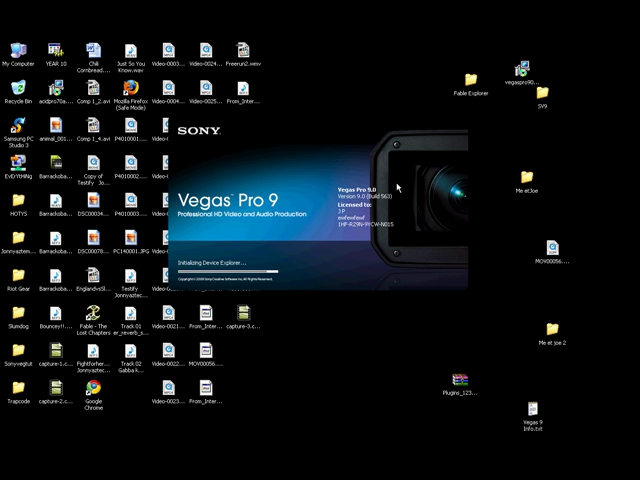 My Computer
YEAR 10
Chili Cornbread....
Just So You Know.wav
Video-0003...
Video-0024...
Freerun2.wmv
Recycle Bin
acidpro70a...
Comp 1_2.avi
Mozilla Firefox (Safe Mode)
Video-0004...
Video-0025...
From_Inter...
Fable Explorer
vegaspro90...
SV9
Samsung PC Studio 3
animal_001...
Comp 1_4.avi
P4010001....
EvErYtHiNg
Barrackoba...
Copy of Testify_Jo...
P4010002....
HOTYS
Barrackoba...
DSC00034...
P4010003....
Jonnyaztem...
Barrackoba...
DSC0078...
PC140001.JPG
Riot Gear
Barrackoba...
EnglandvsSl...
Testify Jonnyaztec...
SONY
Vegas™ Pro 9
Professional HD Video and Audio Production
Vegas Pro 9.0
Version 9.0 (Build 563)
Licensed to:
J P
Initializing Device Explorer...
Me et Joe
MOV00056....
Slumdog
Bouncy!!....
Fable - The Lost Chapters
Track 01
Video-0021...
From_Inter...
capture-3.c...
Me et joe 2
Sonyvegtut
capture-1.c...
Fightforher...
Jonnyaztec...
Track 02 Gabba k...
Video-0022...
MOV00056...
Trapcode
capture-2.c...
Google Chrome
Video-0023...
From_Inter...
Plugins_123...
Vegas 9 Info.txt